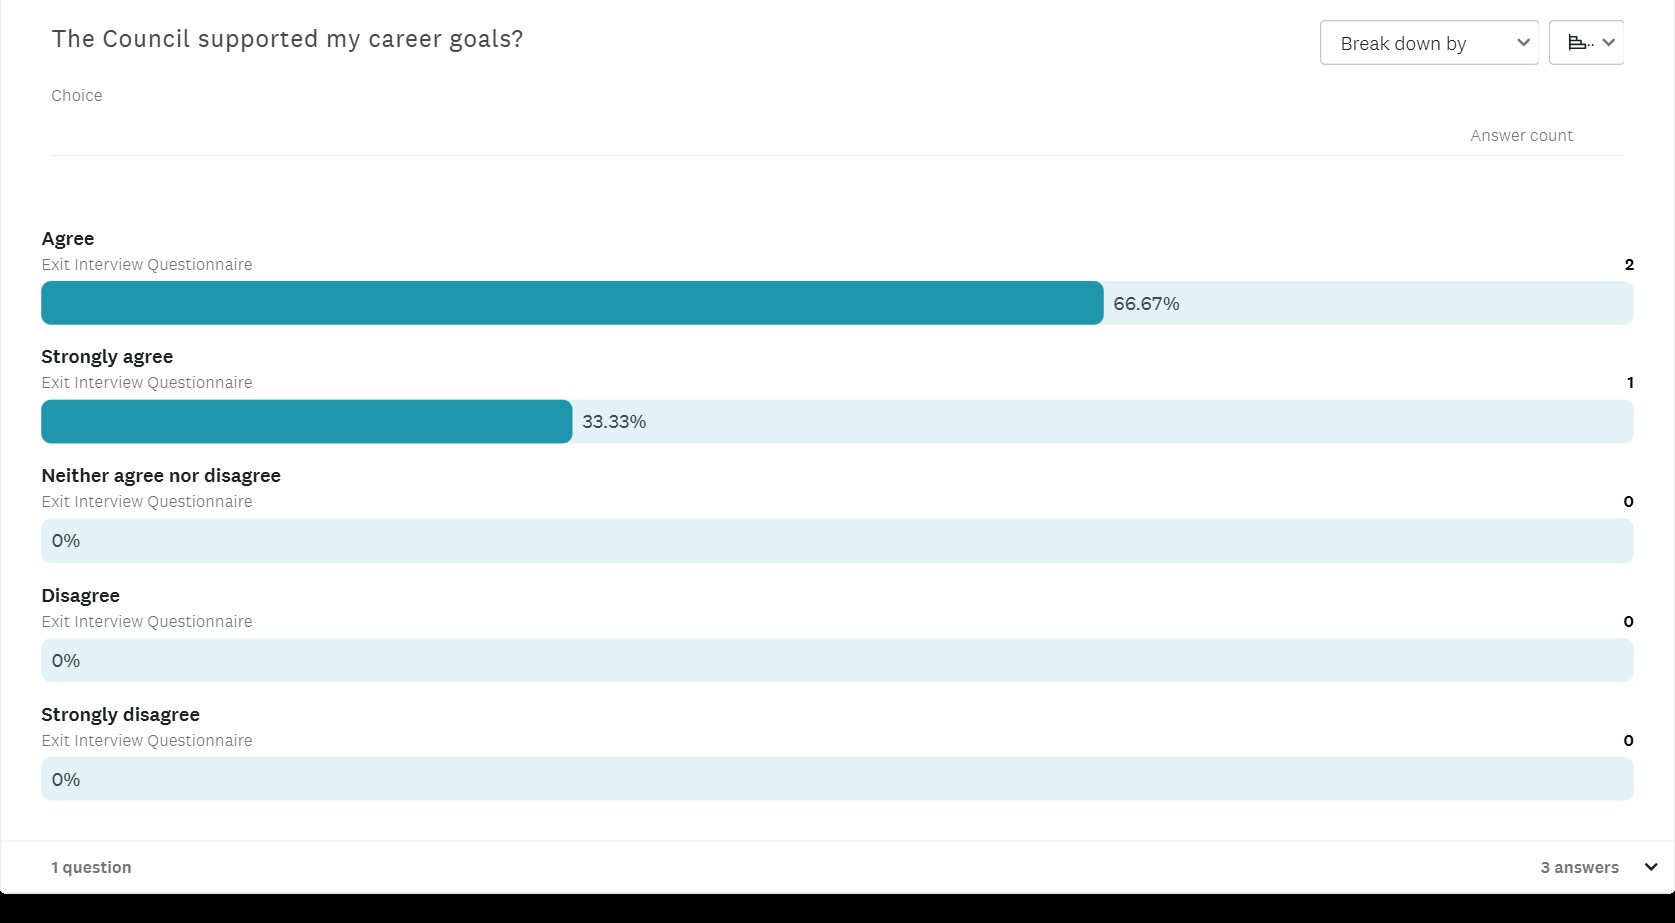 The Council supported my career goals?
Break down by
Choice
Answer count
Agree
Exit Interview Questionnaire
2
66.67%
Strongly agree
Exit Interview Questionnaire
1
33.33%
Neither agree nor disagree
Exit Interview Questionnaire
0
0%
Disagree
Exit Interview Questionnaire
0
0%
Strongly disagree
Exit Interview Questionnaire
0
0%
1 question
3 answers